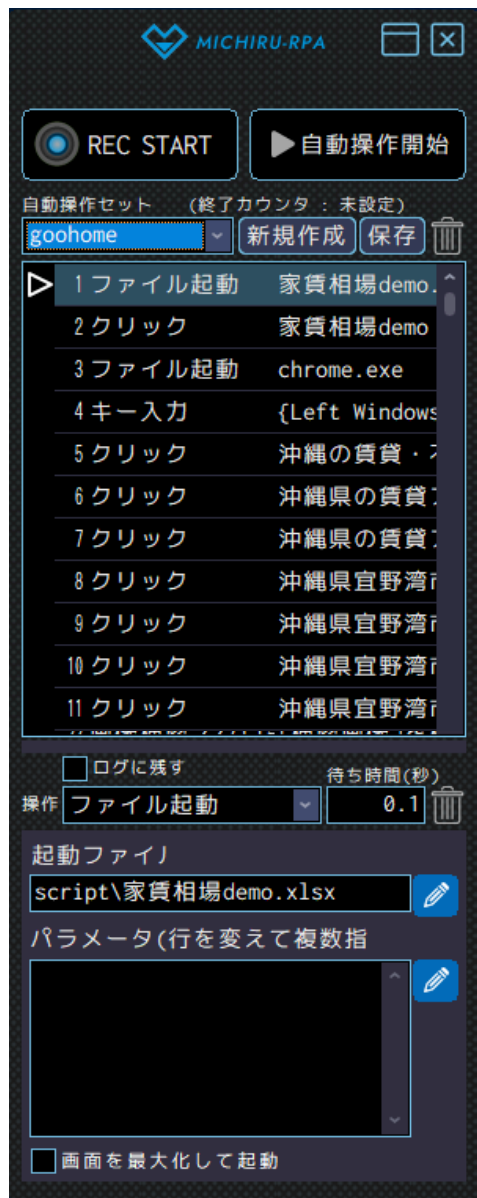 MICHIRU-RPA
REC START
自動操作開始
自動操作セット (終了カウンタ : 未設定)
goohome 新規作成 保存
1 ファイル起動 家賃相場demo.
2 クリック 家賃相場demo
3 ファイル起動 chrome.exe
4 キー入力 {Left Windows
5 クリック 沖縄の賃貸・
6 クリック 沖縄県の賃貸
7 クリック 沖縄県の賃貸
8 クリック 沖縄県宜野湾
9 クリック 沖縄県宜野湾
10 クリック 沖縄県宜野湾
11 クリック 沖縄県宜野湾
ログに残す 待ち時間(秒)
操作 ファイル起動 0.1
起動ファイ
script\家賃相場demo.xlsx
パラメータ(行を変えて複数指
画面を最大化して起動